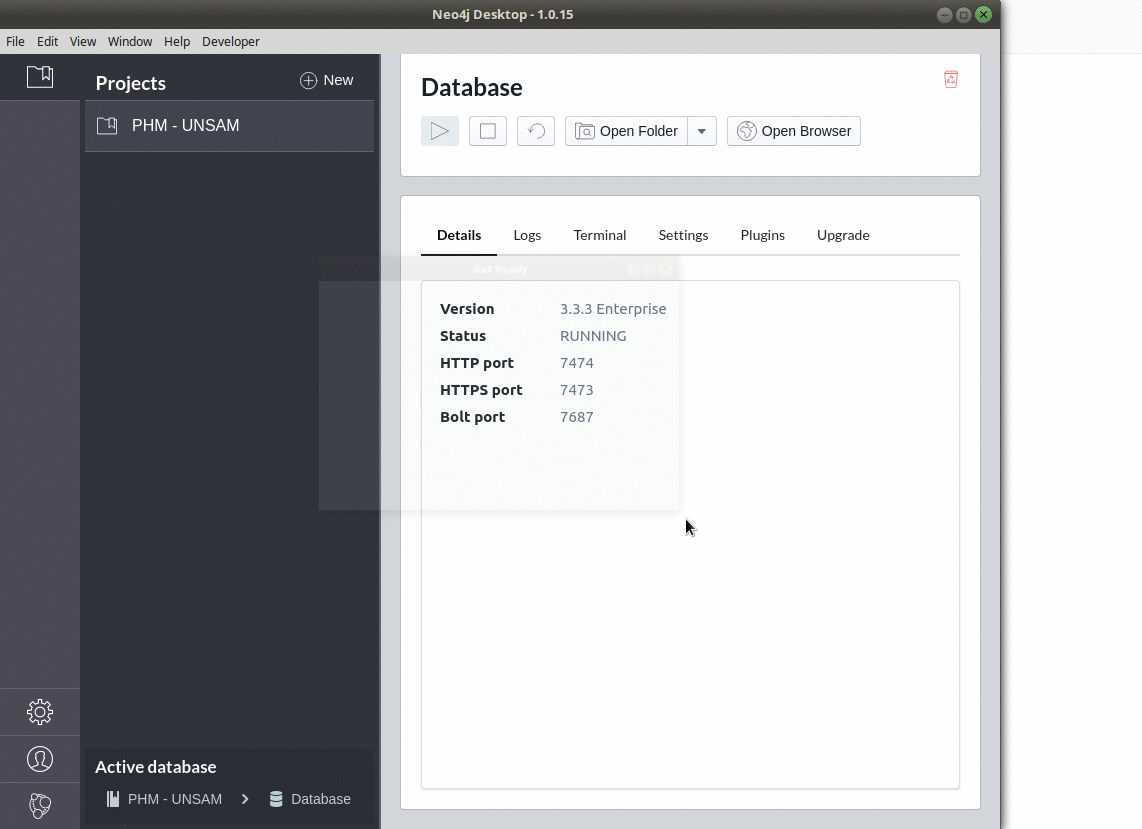 Neo4j Desktop - 1.0.15
File Edit View Window Help Developer
Projects
New
PHM - UNSAM
Active database
PHM - UNSAM
Database
Database
Open Folder
Open Browser
Details Logs Terminal Settings Plugins Upgrade
Get Ready
Version 3.3.3 Enterprise
Status RUNNING
HTTP port 7474
HTTPS port 7473
Bolt port 7687